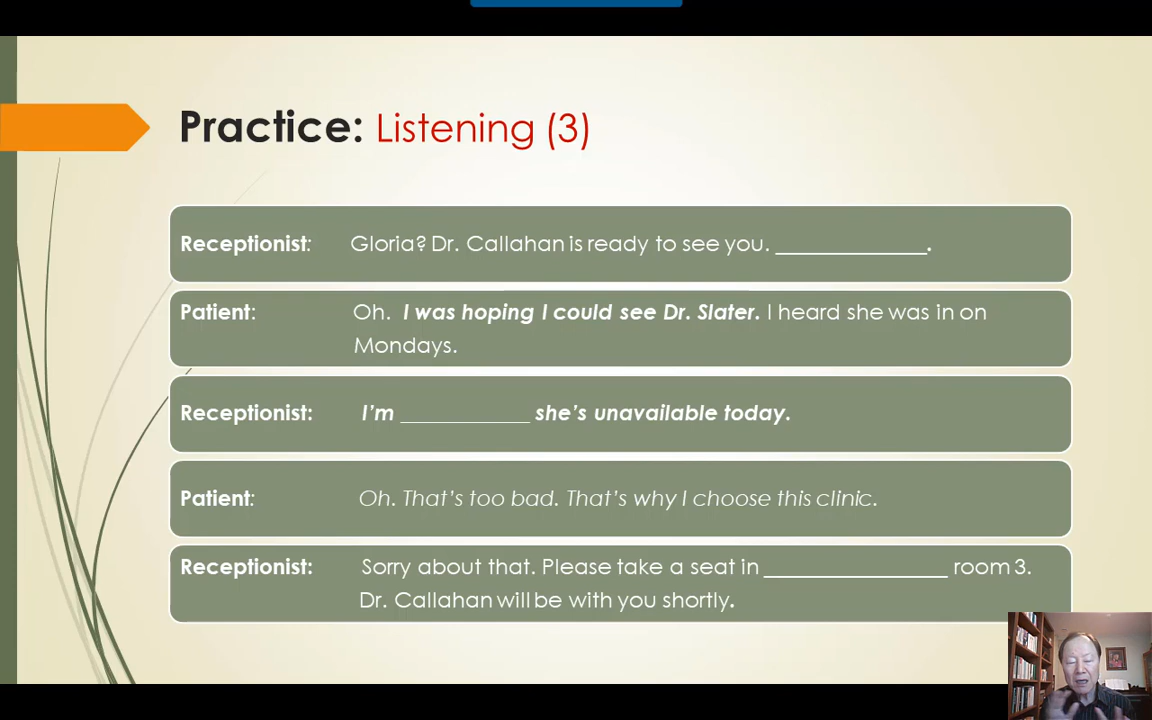 Practice: Listening (3)
Receptionist: Gloria? Dr. Callahan is ready to see you. ______________.
Patient: Oh. I was hoping I could see Dr. Slater. I heard she was in on
Mondays.
Receptionist: I'm ____________ she's unavailable today.
Patient: Oh. That's too bad. That's why I choose this clinic.
Receptionist: Sorry about that. Please take a seat in _________________ room 3.
Dr. Callahan will be with you shortly.